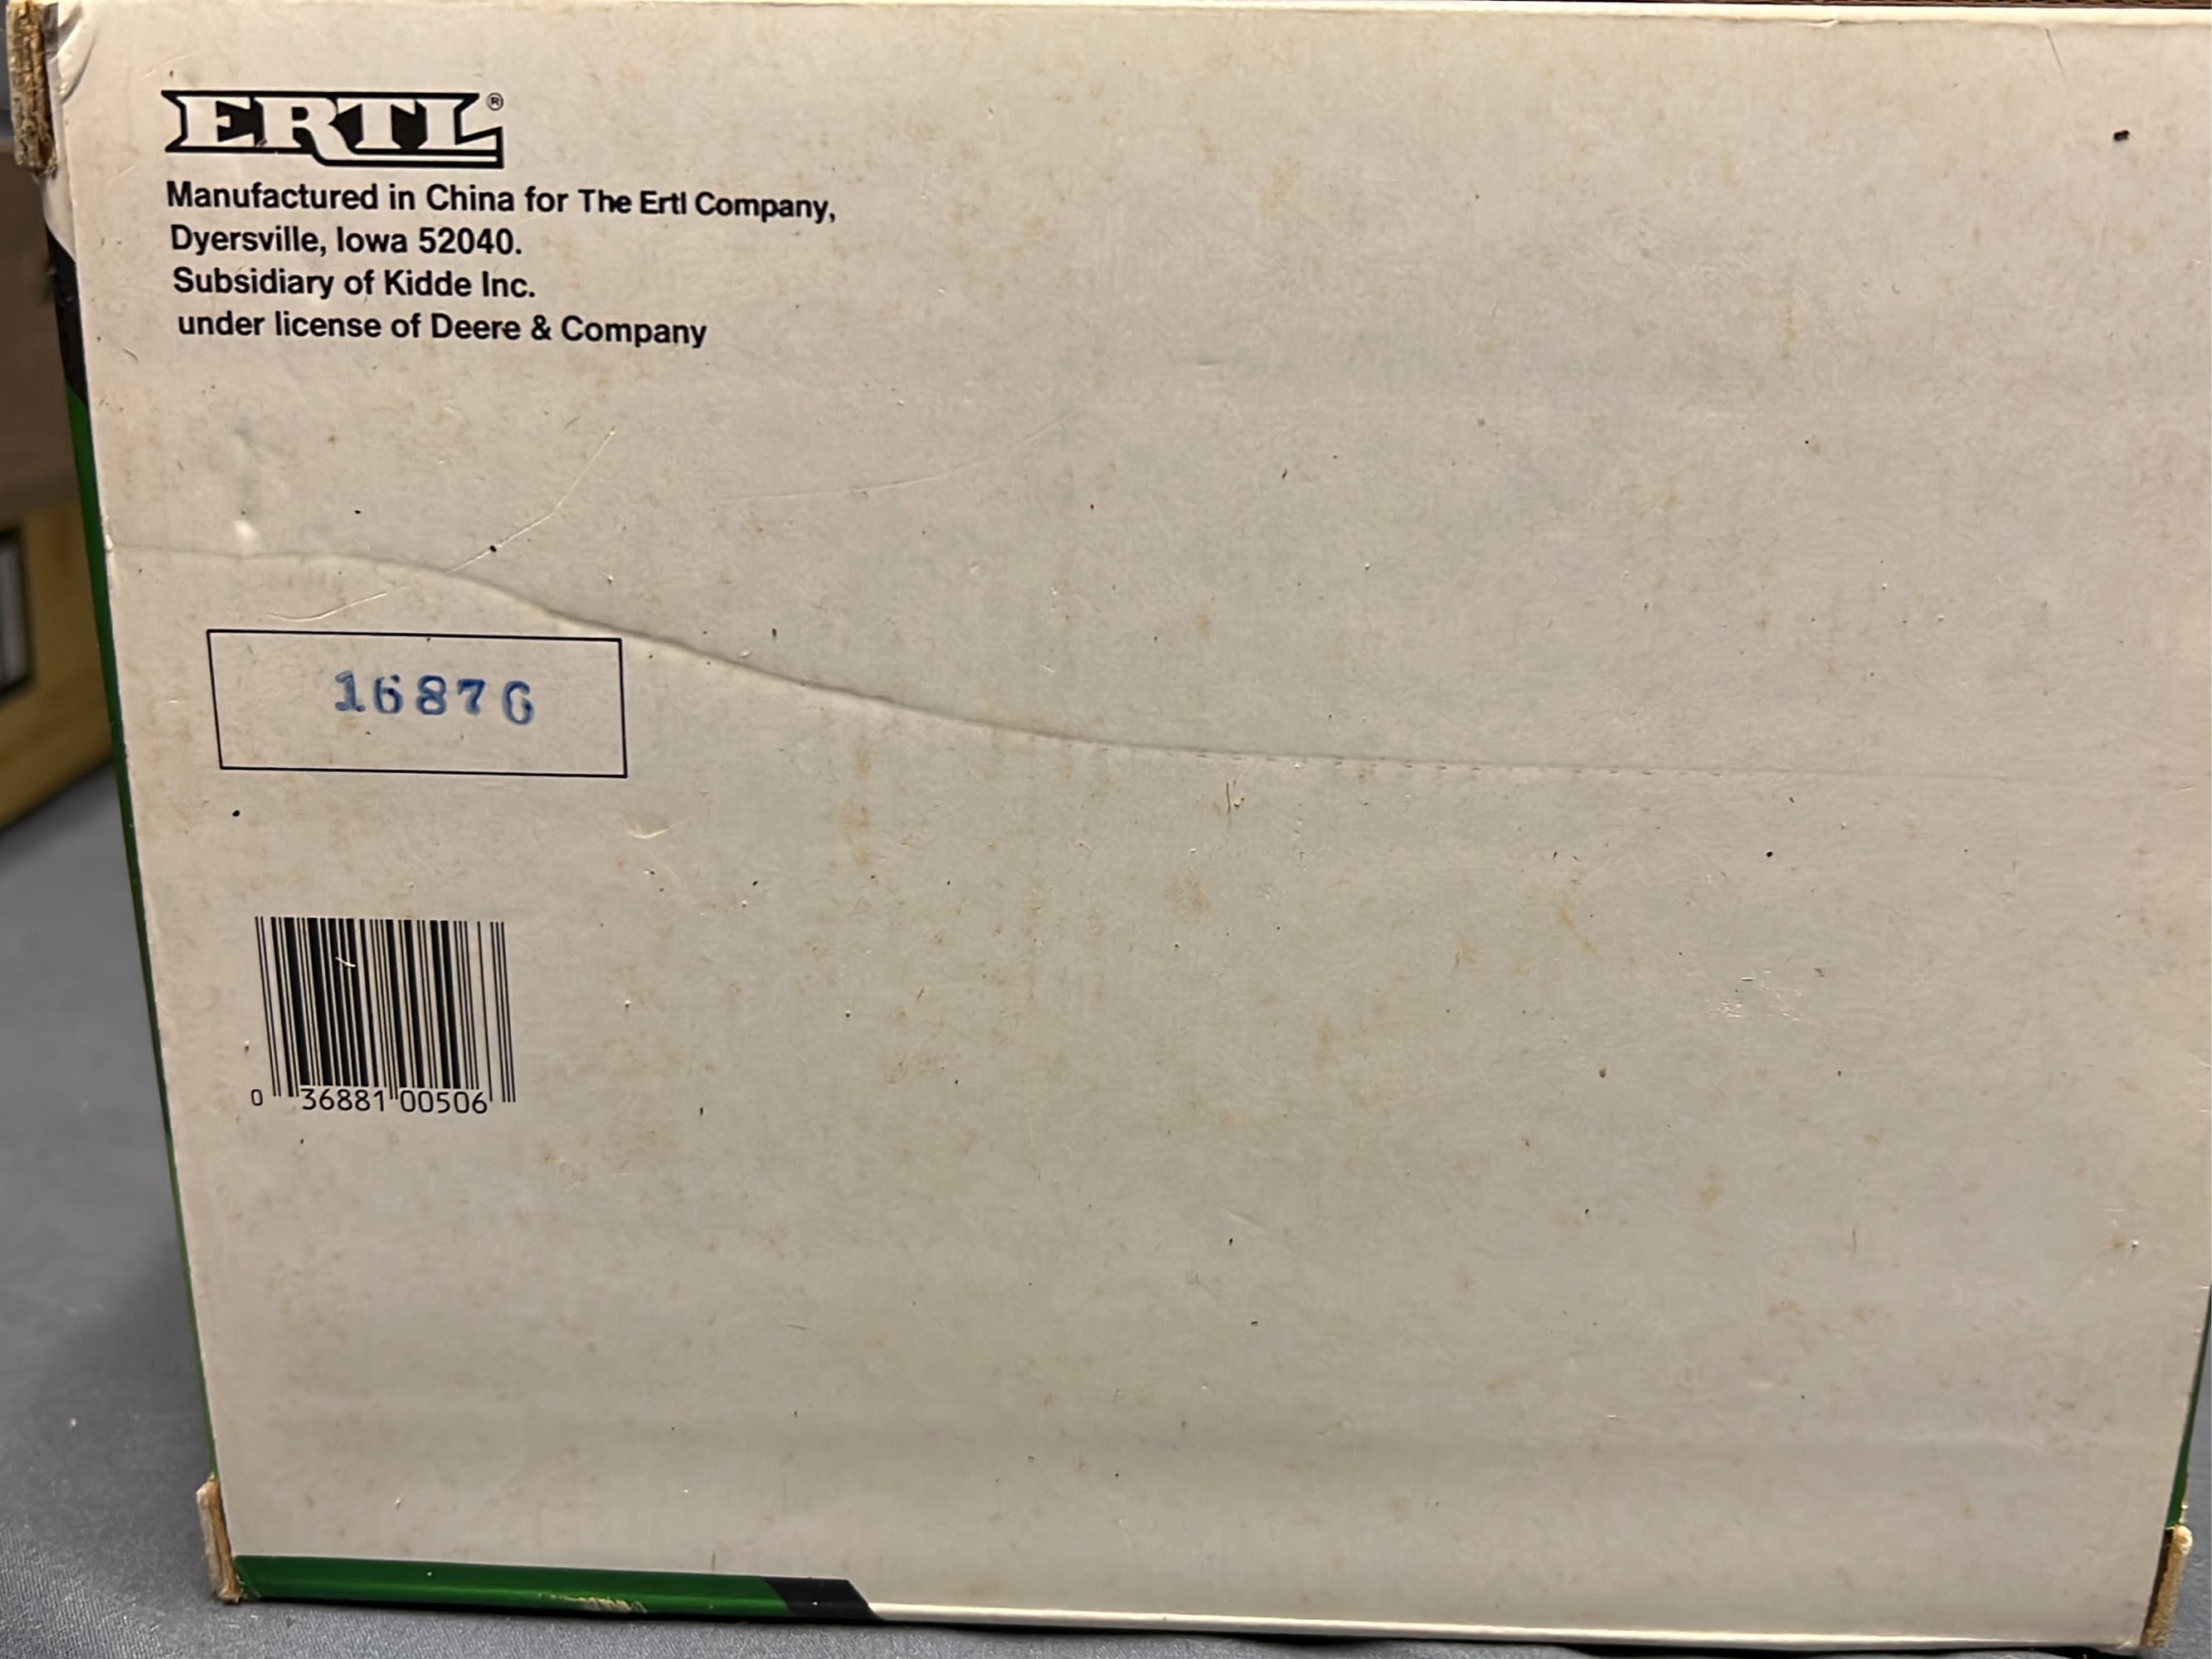 ERTL®
Manufactured in China for The Ertl Company,
Dyersville, Iowa 52040.
Subsidiary of Kidde Inc.
under license of Deere & Company
16876
0 36881 00506